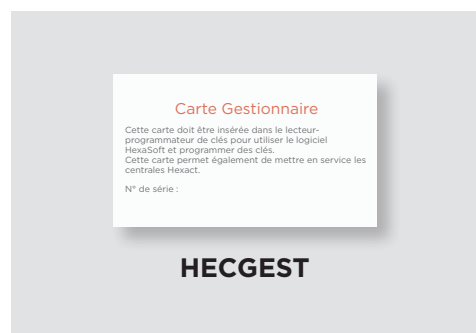 Carte Gestionnaire
Cette carte doit être insérée dans le lecteur-
programmateur de clés pour utiliser le logiciel
HexaSoft et programmer des clés.
Cette carte permet également de mettre en service les
centrales Hexact.
N° de série :
HECGEST